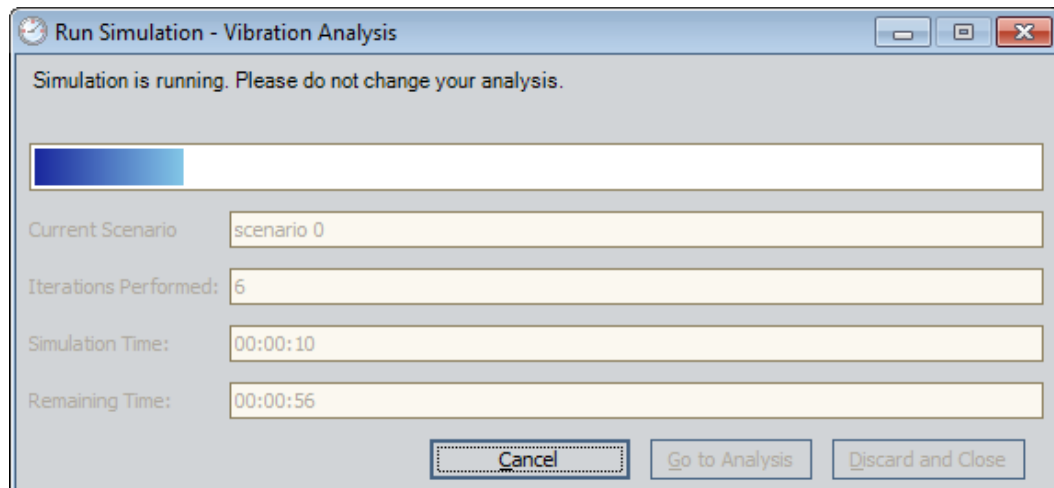 Run Simulation - Vibration Analysis
Simulation is running. Please do not change your analysis.
Current Scenario scenario 0
Iterations Performed: 6
Simulation Time: 00:00:10
Remaining Time: 00:00:56
Cancel Go to Analysis Discard and Close